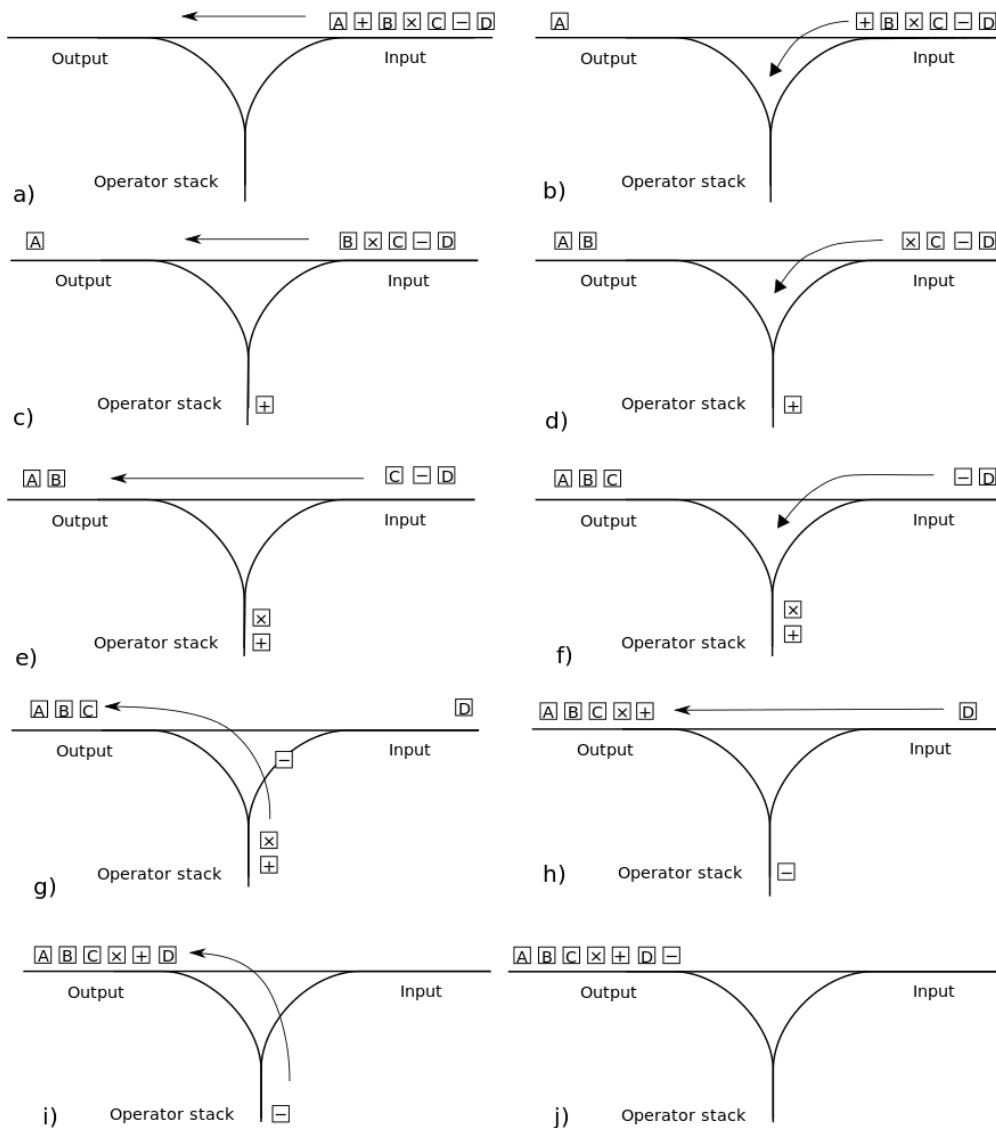 A + B × C − D
Output Input
Operator stack
a)
A + B × C − D
Output Input
Operator stack
b)
A B × C − D
Output Input
Operator stack +
c)
A B × C − D
Output Input
Operator stack +
d)
A B C − D
Output Input
×
Operator stack +
e)
A B C − D
Output Input
×
Operator stack +
f)
A B C D
Output Input
−
×
+
Operator stack
g)
A B C × + D
Output Input
Operator stack −
h)
A B C × + D
Output Input
Operator stack −
i)
A B C × + D −
Output Input
Operator stack
j)